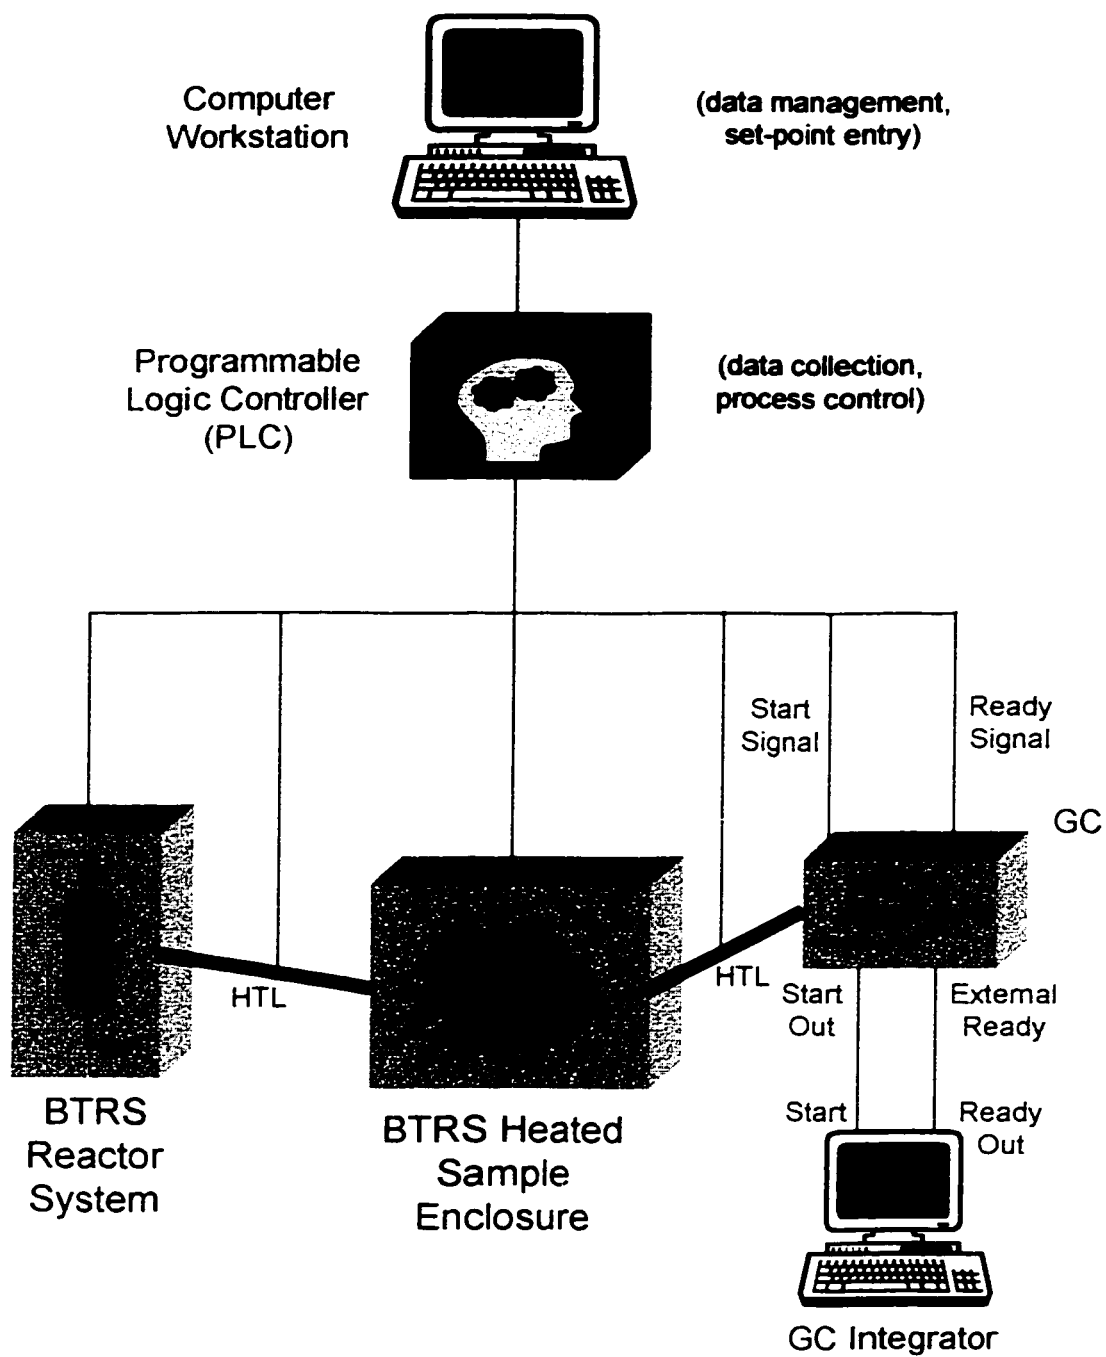 Computer
Workstation
(data management,
set-point entry)
Programmable
Logic Controller
(PLC)
(data collection,
process control)
Start
Signal
Ready
Signal
GC
HTL
HTL
Start
Out
External
Ready
BTRS
Reactor
System
BTRS Heated
Sample
Enclosure
Start
Ready
Out
GC Integrator